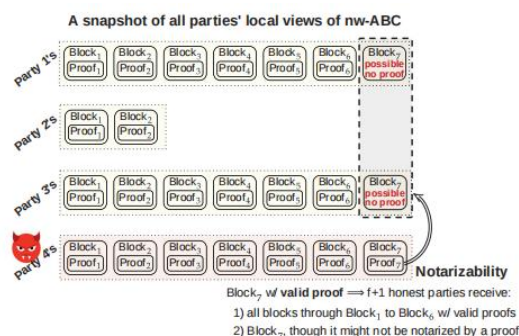 A snapshot of all parties' local views of nw-ABC
Party 1's
Block₁ Block₂ Block₃ Block₄ Block₅ Block₆ Block₇
Proof₁ Proof₂ Proof₃ Proof₄ Proof₅ Proof₆ possible
no proof
Party 2's
Block₁ Block₂
Proof₁ Proof₂
Party 3's
Block₁ Block₂ Block₃ Block₄ Block₅ Block₆ Block₇
Proof₁ Proof₂ Proof₃ Proof₄ Proof₅ Proof₆ possible
no proof
Party 4's
Block₁ Block₂ Block₃ Block₄ Block₅ Block₆ Block₇
Proof₁ Proof₂ Proof₃ Proof₄ Proof₅ Proof₆ Proof₇
Notarizability
Block₇ w/ valid proof ⟹ f+1 honest parties receive:
1) all blocks through Block₁ to Block₆ w/ valid proofs
2) Block₇, though it might not be notarized by a proof